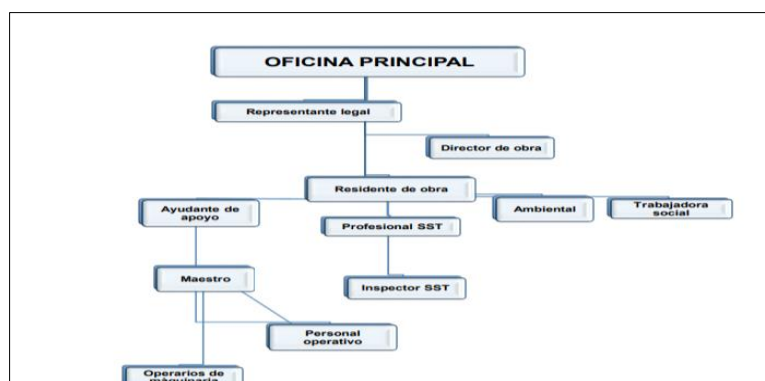 OFICINA PRINCIPAL
Representante legal
Director de obra
Residente de obra
Ayudante de
apoyo
Profesional SST
Ambiental
Trabajadora
social
Maestro
Inspector SST
Personal
operativo
Operarios de
máquinaria